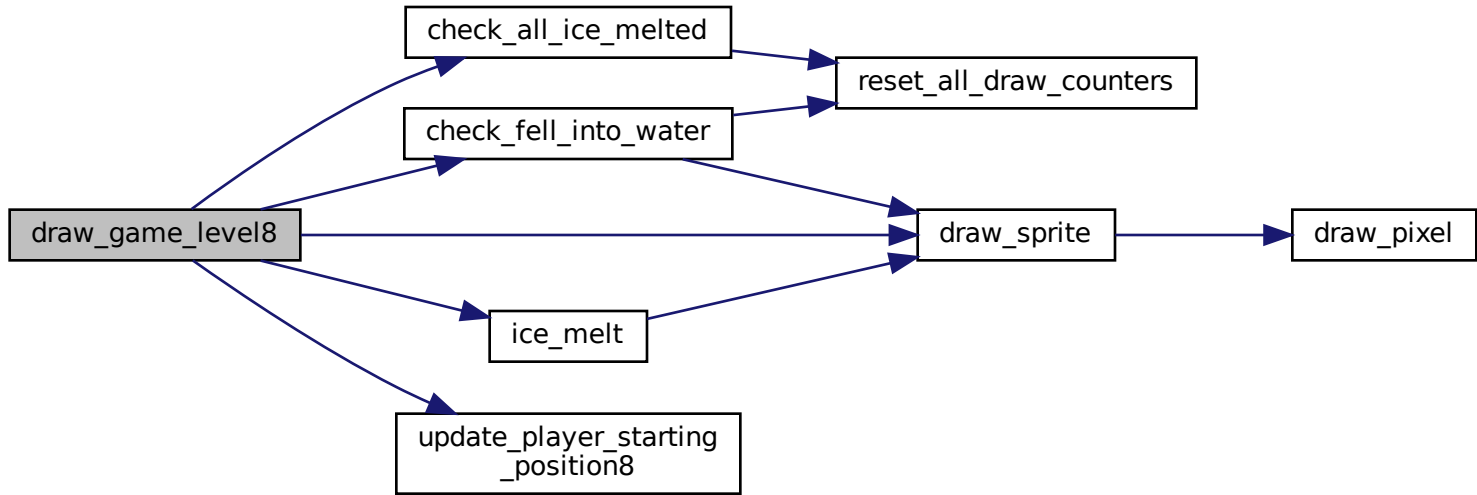 check_all_ice_melted
reset_all_draw_counters
check_fell_into_water
draw_game_level8
draw_sprite
draw_pixel
ice_melt
update_player_starting
_position8